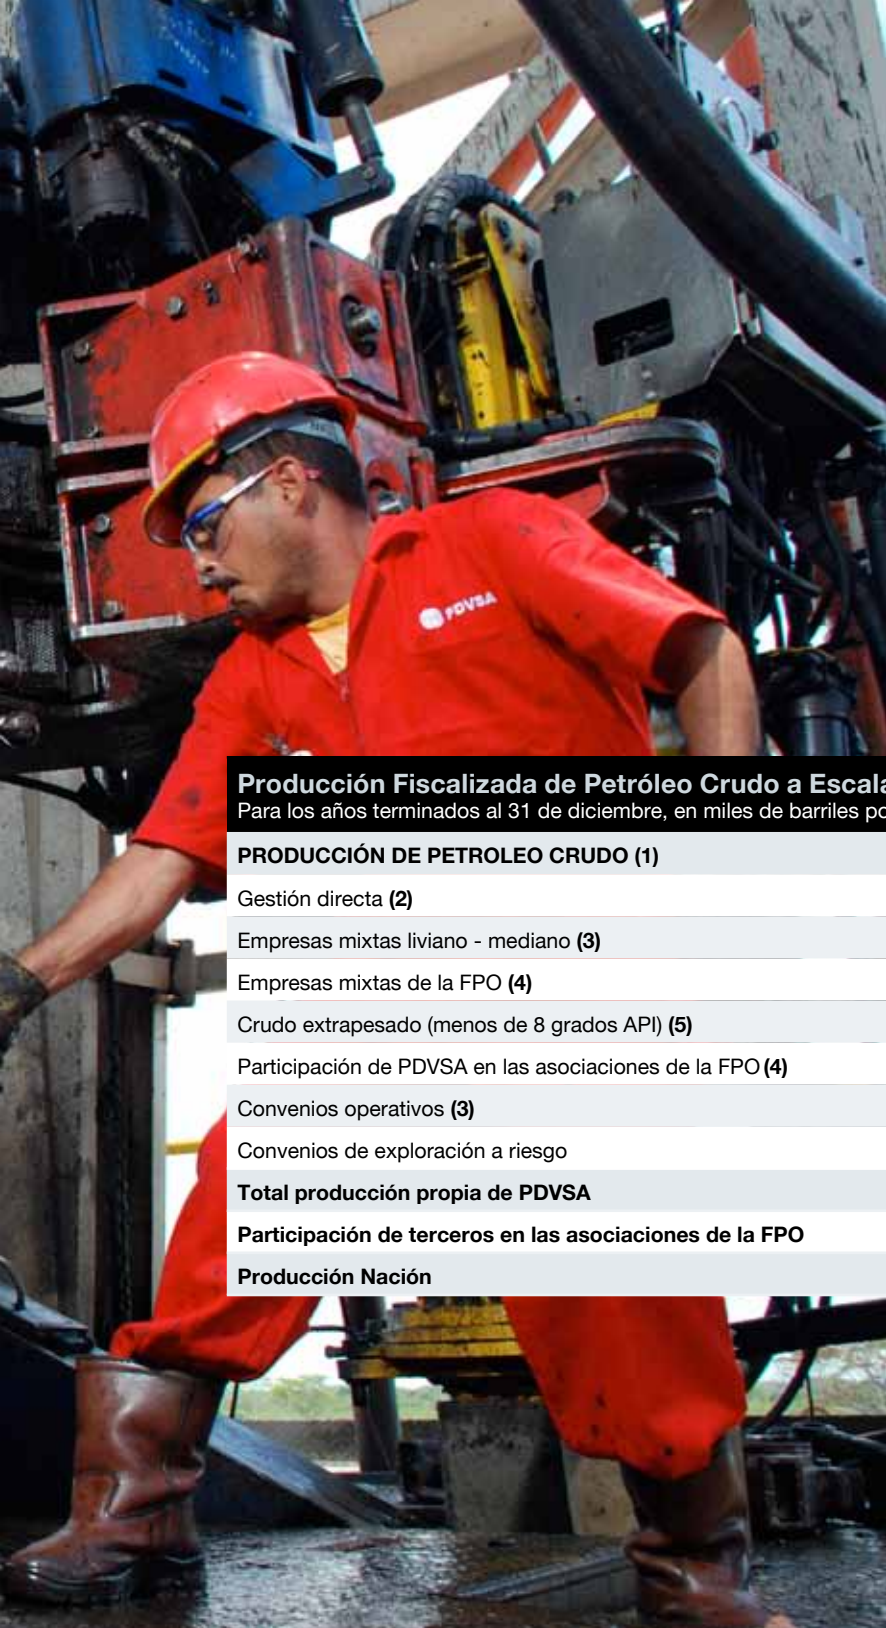 PDVSA
Producción Fiscalizada de Petróleo Crudo a Escala
Para los años terminados al 31 de diciembre, en miles de barriles po
PRODUCCIÓN DE PETROLEO CRUDO (1)
Gestión directa (2)
Empresas mixtas liviano - mediano (3)
Empresas mixtas de la FPO (4)
Crudo extrapesado (menos de 8 grados API) (5)
Participación de PDVSA en las asociaciones de la FPO (4)
Convenios operativos (3)
Convenios de exploración a riesgo
Total producción propia de PDVSA
Participación de terceros en las asociaciones de la FPO
Producción Nación